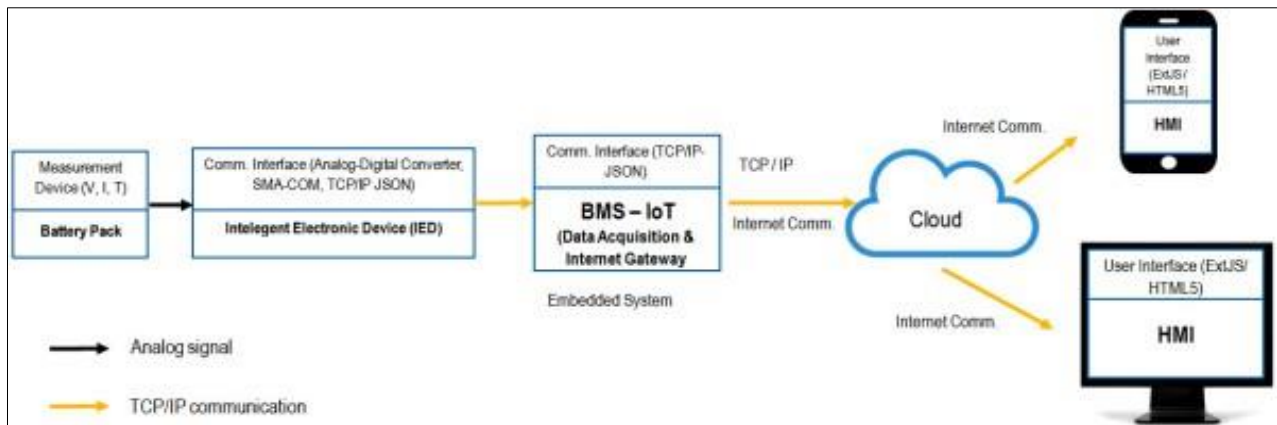 Measurement
Device (V, I, T)
Battery Pack
Comm. Interface (Analog-Digital Converter,
SMA-COM, TCP/IP JSON)
Intelegent Electronic Device (IED)
Comm. Interface (TCP/IP-
JSON)
BMS – IoT
(Data Acquisition &
Internet Gateway
Embedded System
TCP / IP
Internet Comm.
Cloud
Internet Comm.
User
Interface
(ExtJS/
HTML5)
HMI
Internet Comm.
User Interface (ExtJS/
HTML5)
HMI
Analog signal
TCP/IP communication